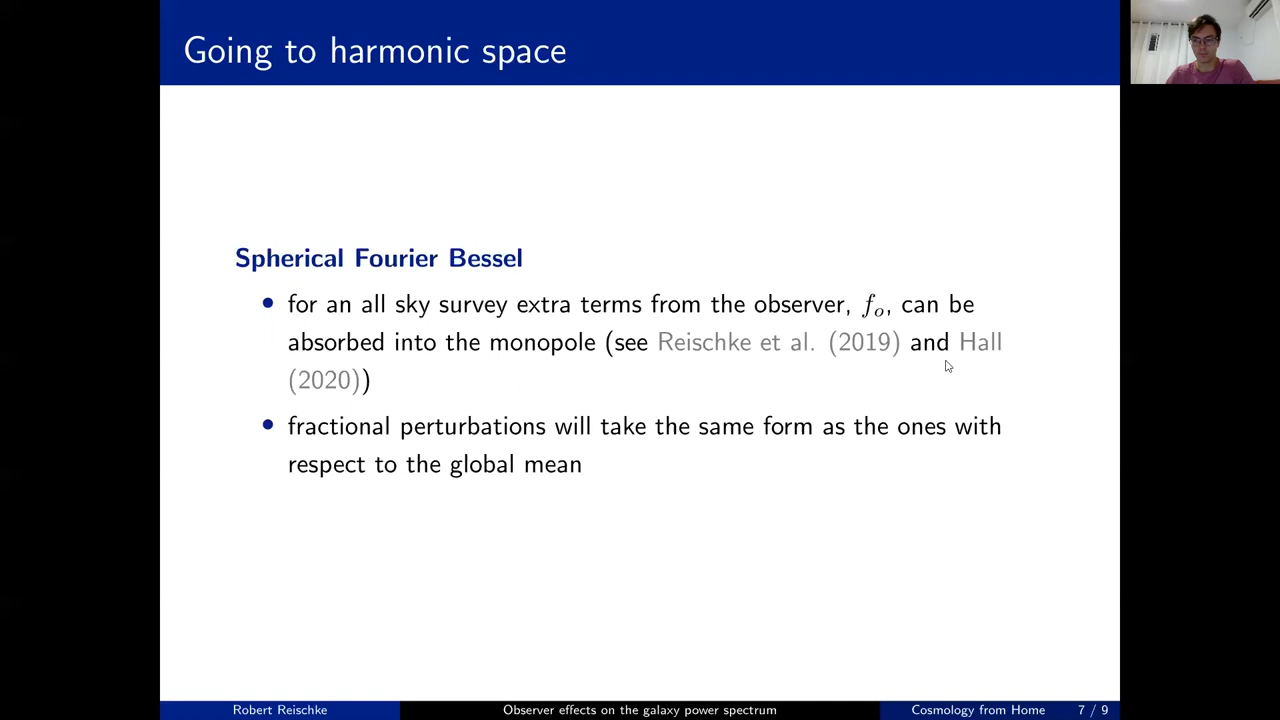 Going to harmonic space
Spherical Fourier Bessel
• for an all sky survey extra terms from the observer, fₒ, can be
absorbed into the monopole (see Reischke et al. (2019) and Hall
(2020))
• fractional perturbations will take the same form as the ones with
respect to the global mean
Robert Reischke Observer effects on the galaxy power spectrum Cosmology from Home 7 / 9